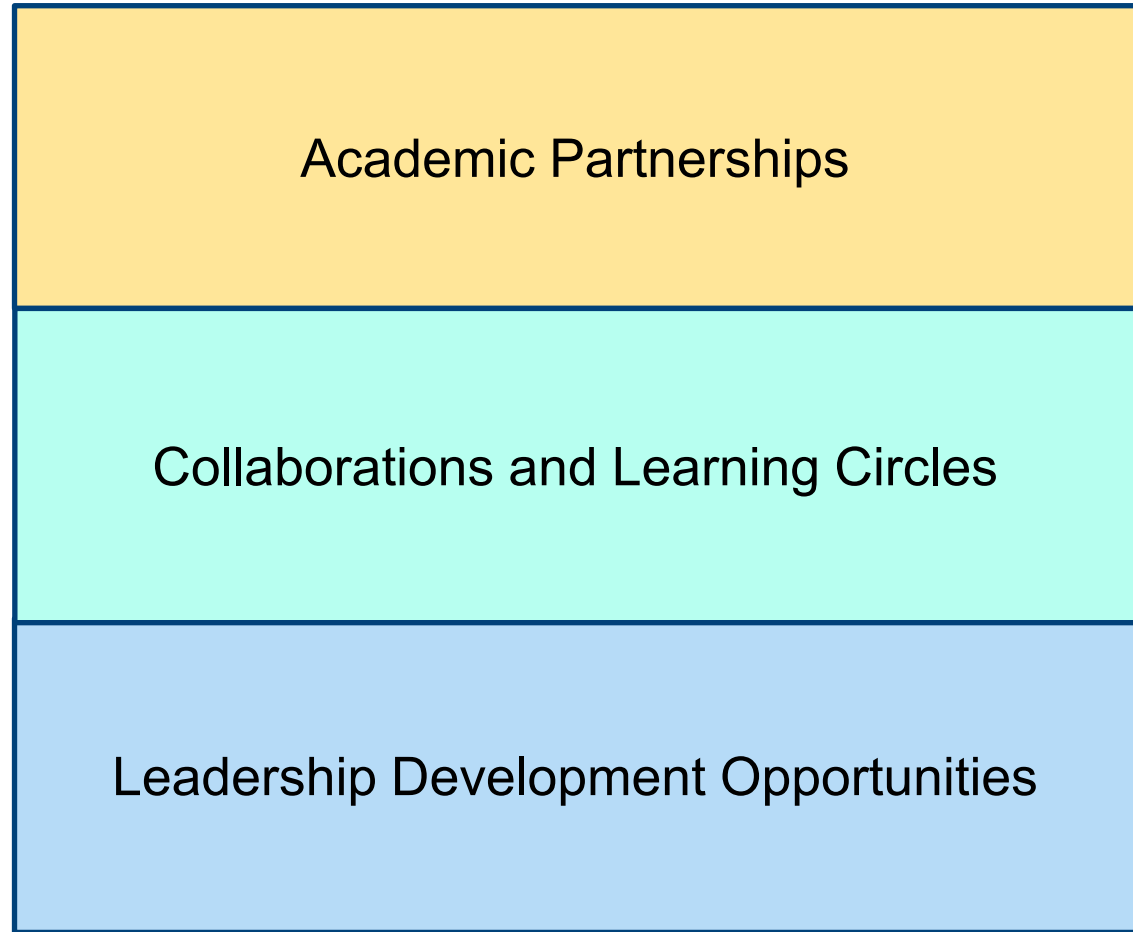 Academic Partnerships
Collaborations and Learning Circles
Leadership Development Opportunities